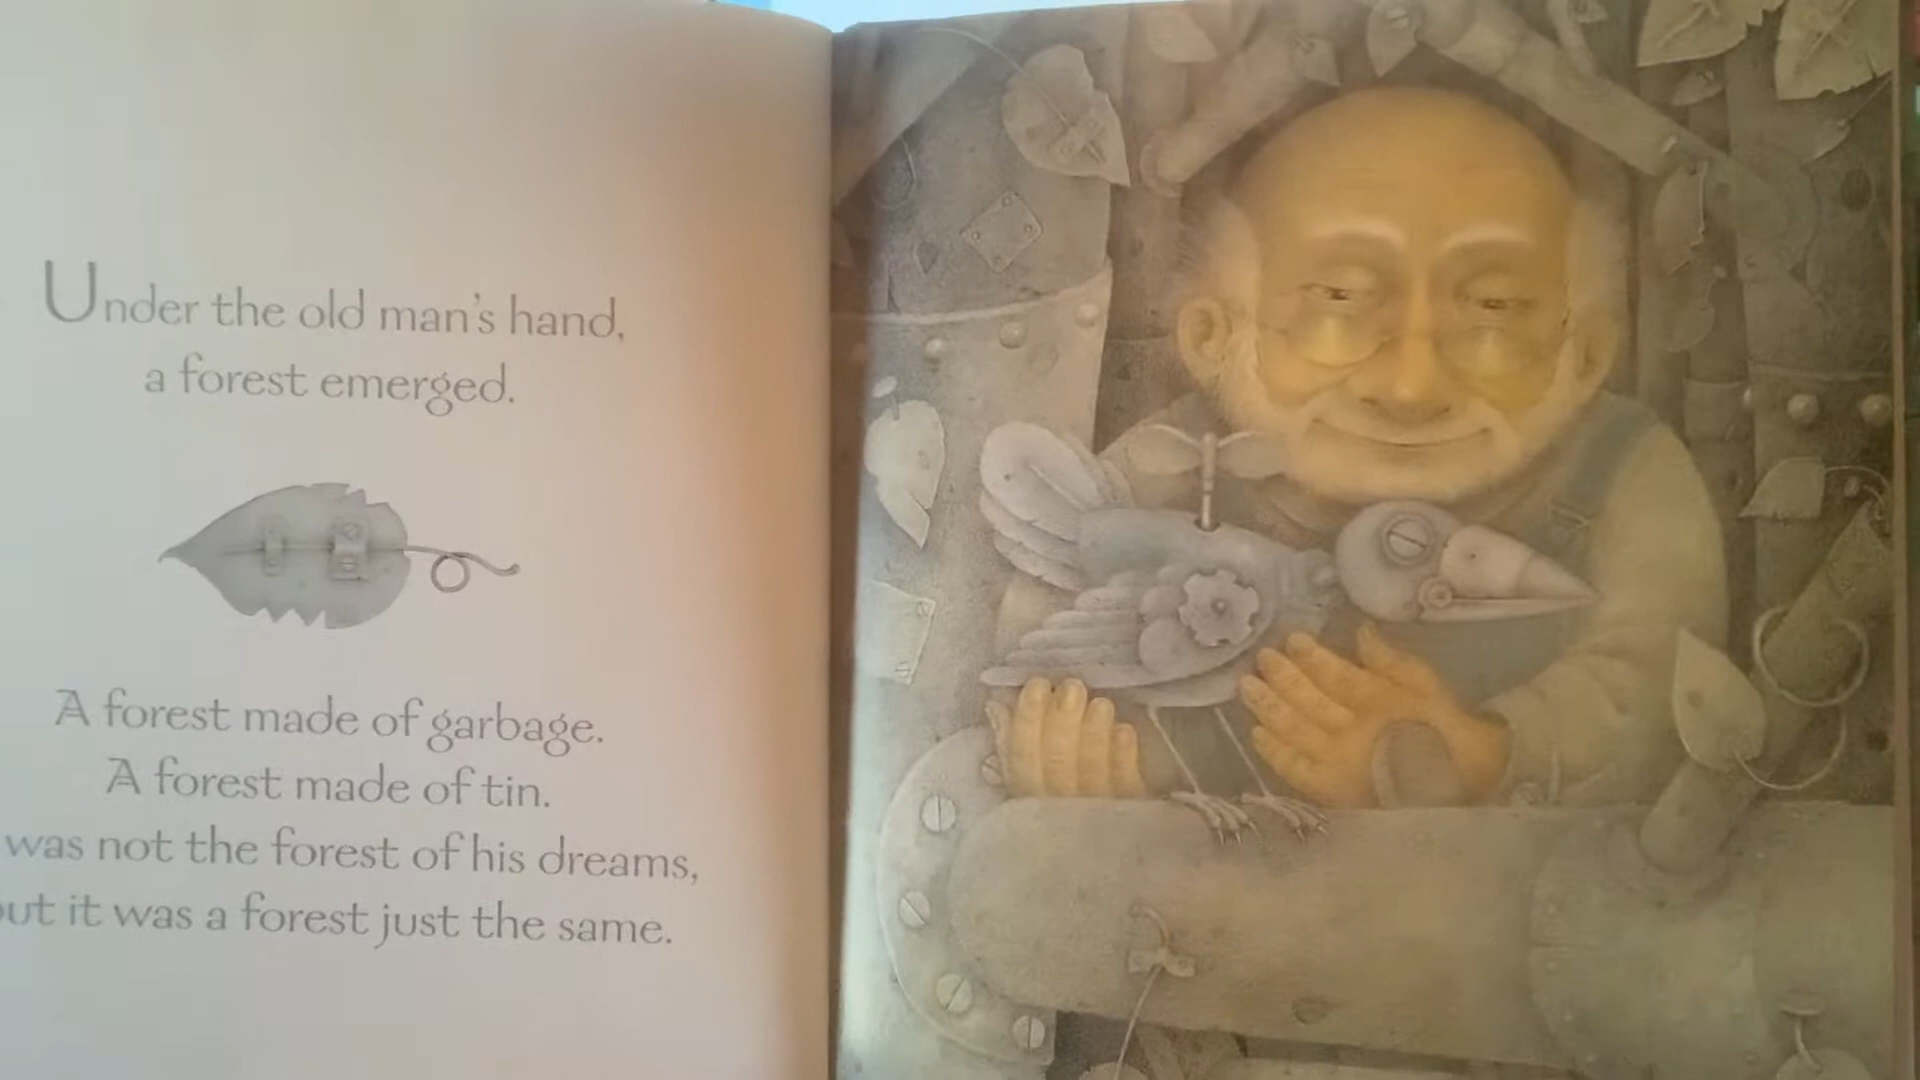 Under the old man's hand,
a forest emerged.
A forest made of garbage.
A forest made of tin.
was not the forest of his dreams,
ut it was a forest just the same.